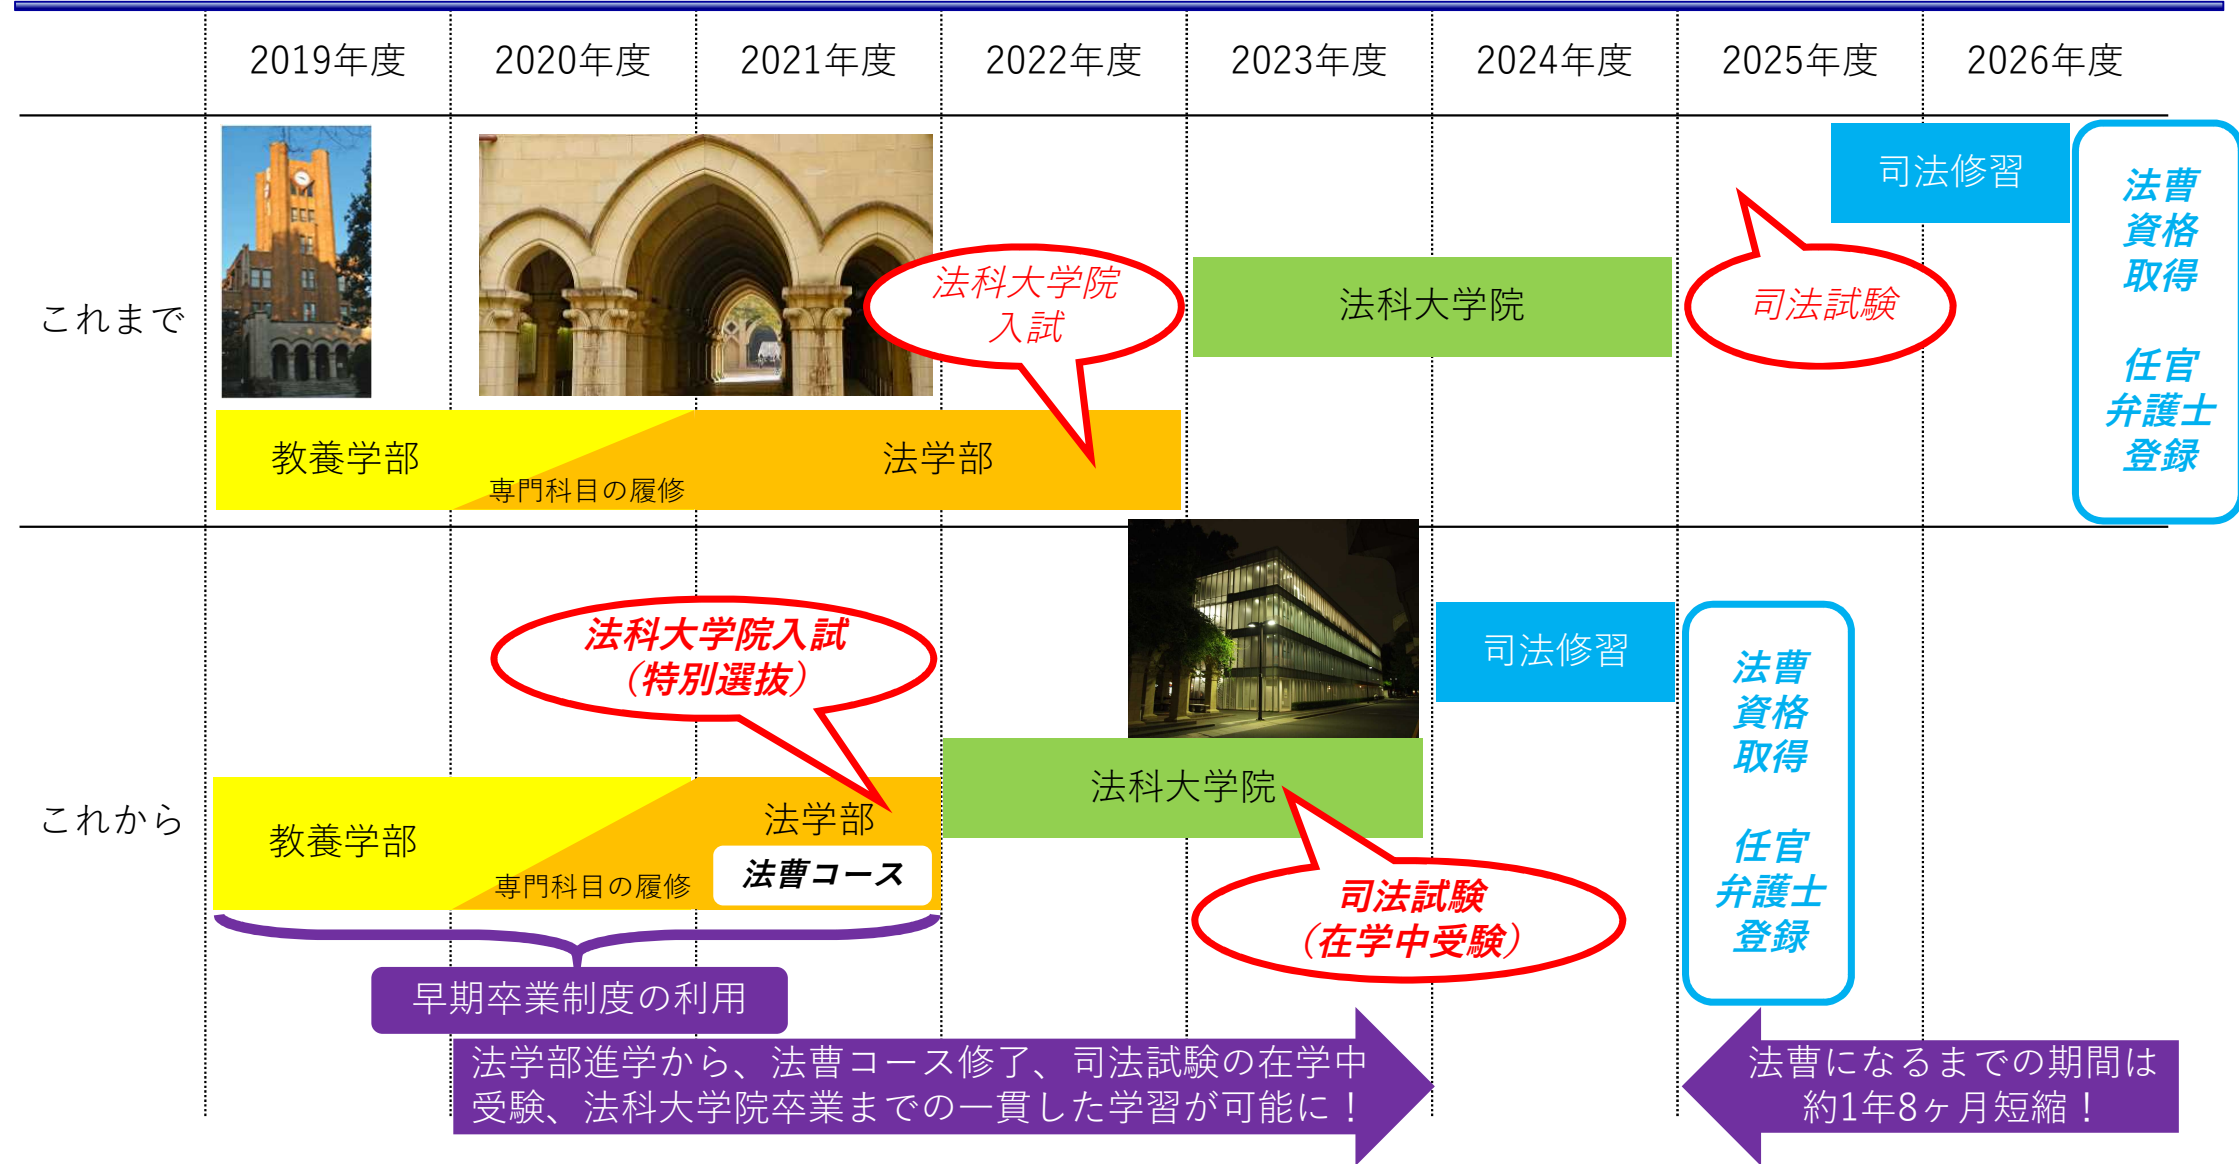 2019年度
2020年度
2021年度
2022年度
2023年度
2024年度
2025年度
2026年度
これまで
教養学部
専門科目の履修
法学部
法科大学院
入試
法科大学院
司法試験
司法修習
法曹
資格
取得
任官
弁護士
登録
これから
教養学部
専門科目の履修
法学部
法曹コース
法科大学院入試
（特別選抜）
法科大学院
司法試験
（在学中受験）
司法修習
法曹
資格
取得
任官
弁護士
登録
早期卒業制度の利用
法学部進学から、法曹コース修了、司法試験の在学中
受験、法科大学院卒業までの一貫した学習が可能に！
法曹になるまでの期間は
約1年8ヶ月短縮！